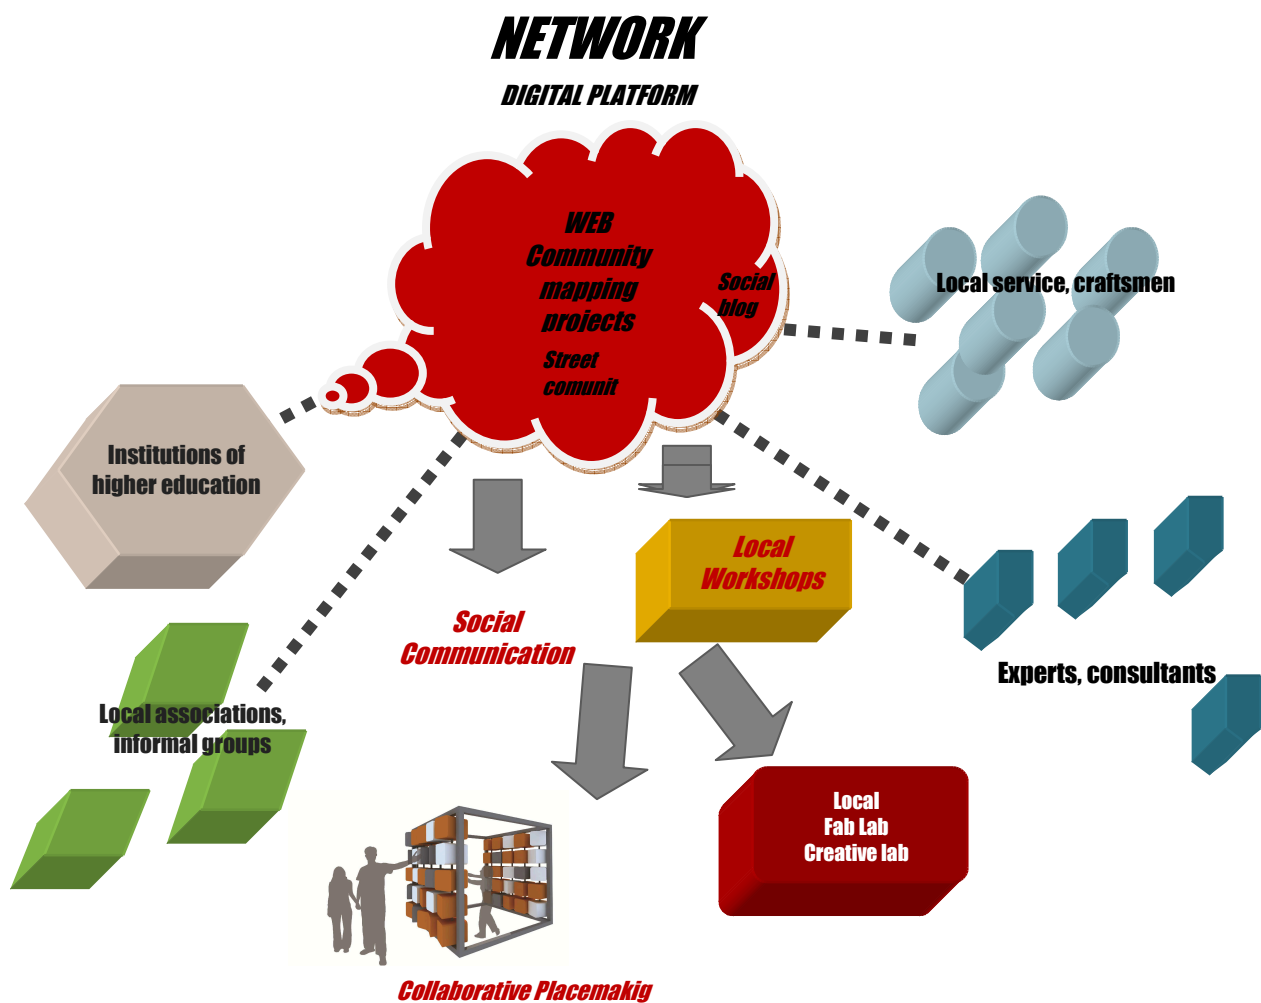 NETWORK
DIGITAL PLATFORM
WEB
Community
mapping
projects
Social
blog
Street
comunit
Local service, craftsmen
Institutions of
higher education
Local
Workshops
Social
Communication
Experts, consultants
Local associations,
informal groups
Local
Fab Lab
Creative lab
Collaborative Placemakig